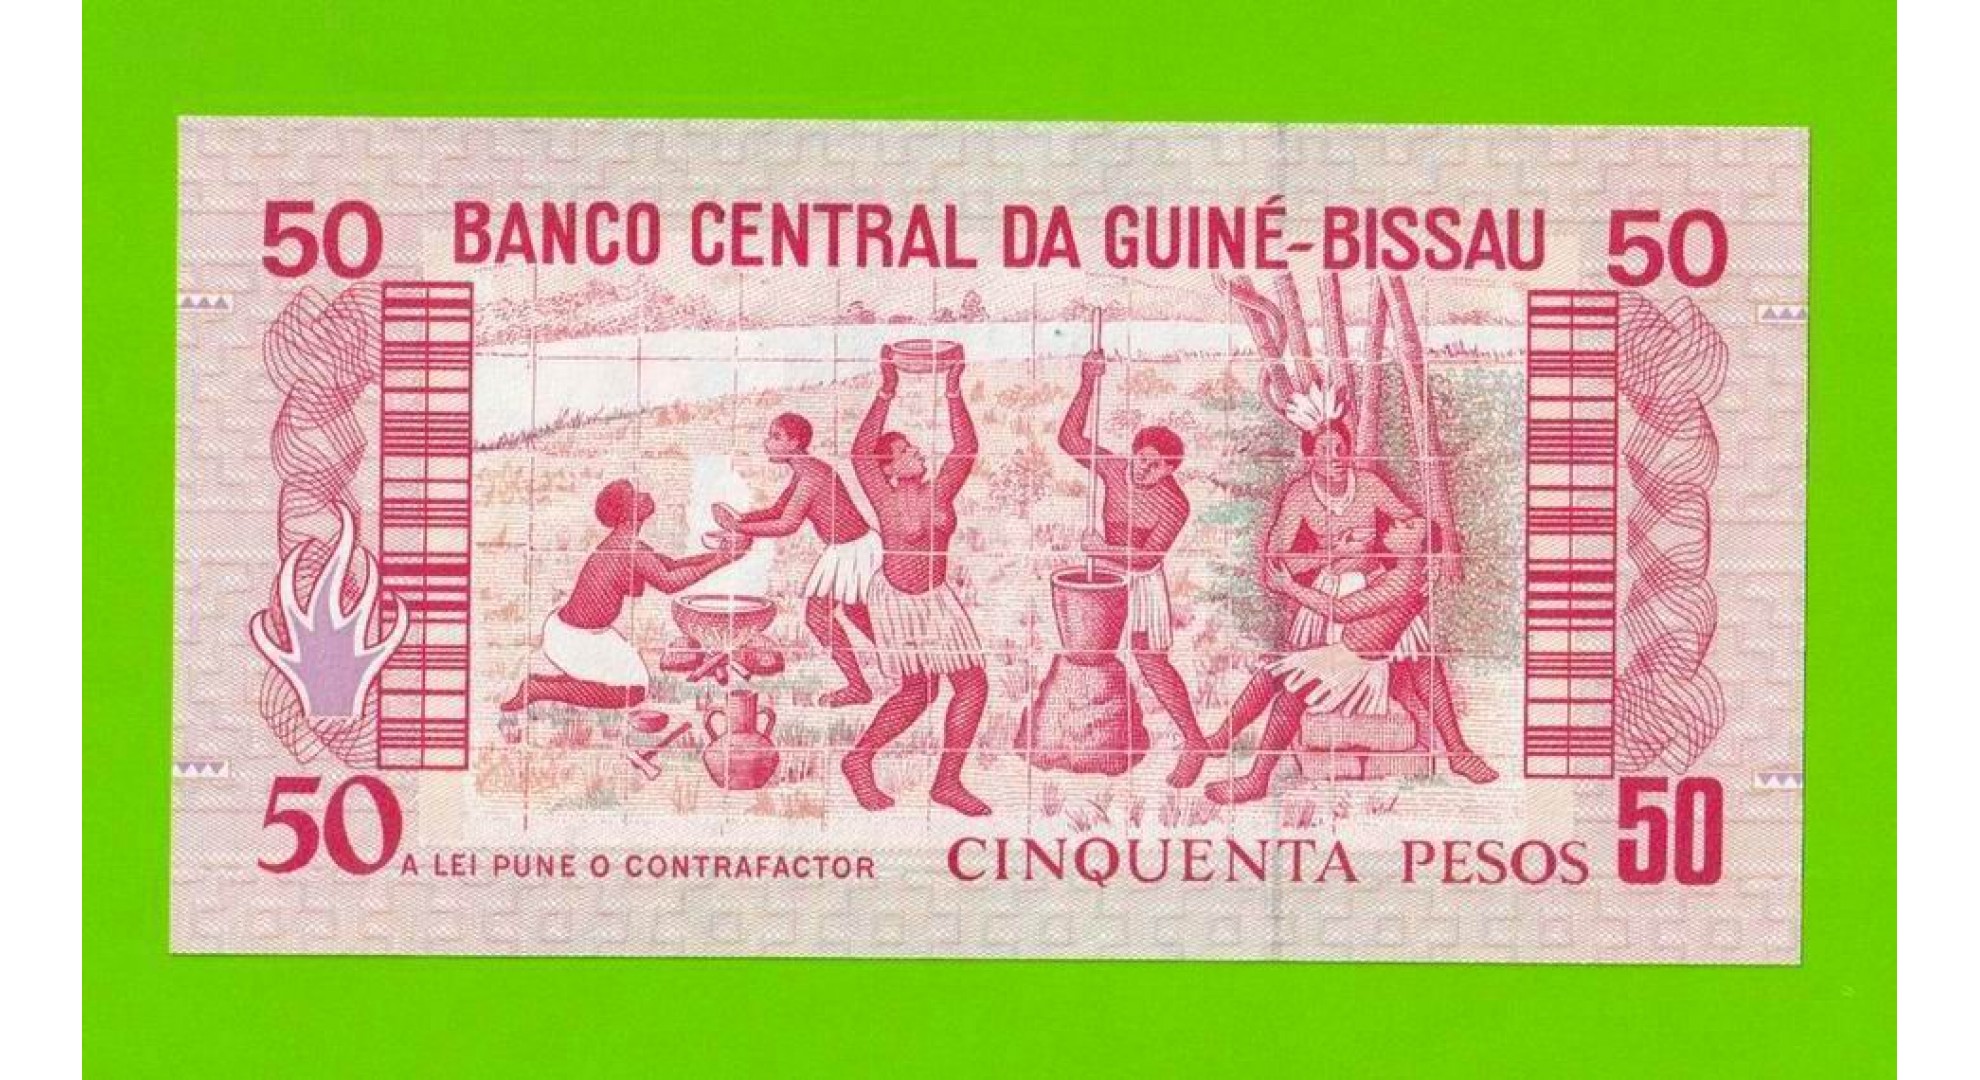 50 BANCO CENTRAL DA GUINÉ-BISSAU 50
50 A LEI PUNE O CONTRAFACTOR CINQUENTA PESOS 50